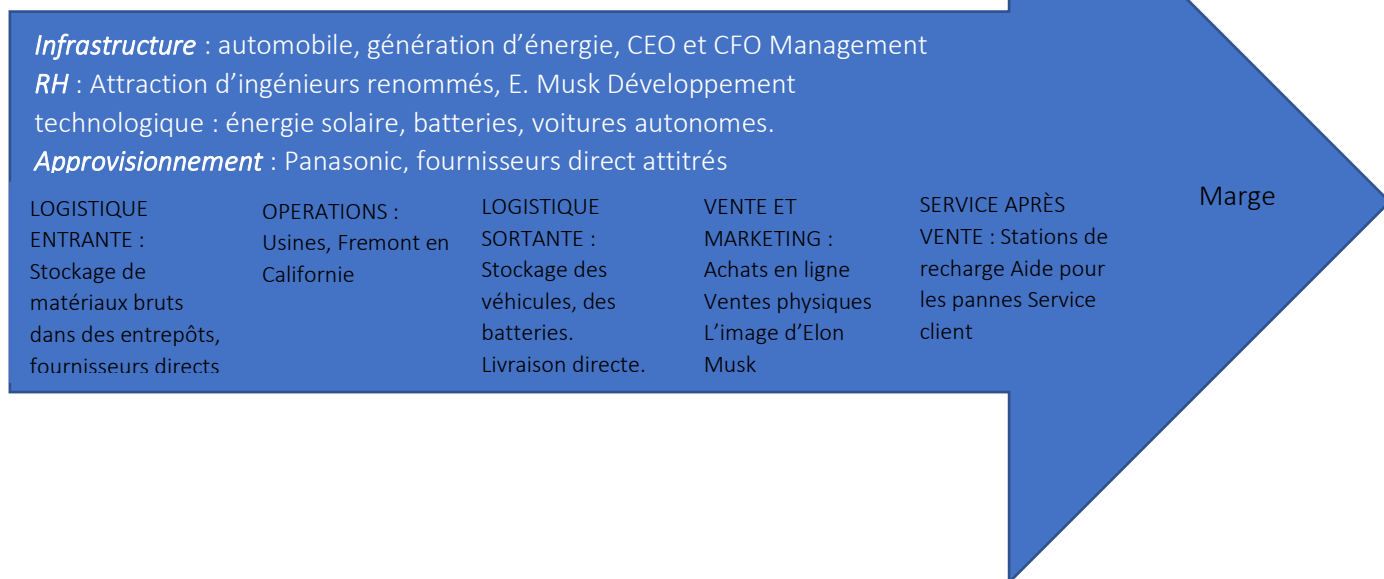 Infrastructure : automobile, génération d’énergie, CEO et CFO Management
RH : Attraction d’ingénieurs renommés, E. Musk Développement
technologique : énergie solaire, batteries, voitures autonomes.
Approvisionnement : Panasonic, fournisseurs direct attitrés
LOGISTIQUE
ENTRANTE :
Stockage de
matériaux bruts
dans des entrepôts,
fournisseurs directs
OPERATIONS :
Usines, Fremont en
Californie
LOGISTIQUE
SORTANTE :
Stockage des
véhicules, des
batteries.
Livraison directe.
VENTE ET
MARKETING :
Achats en ligne
Ventes physiques
L’image d’Elon
Musk
SERVICE APRÈS
VENTE : Stations de
recharge Aide pour
les pannes Service
client
Marge